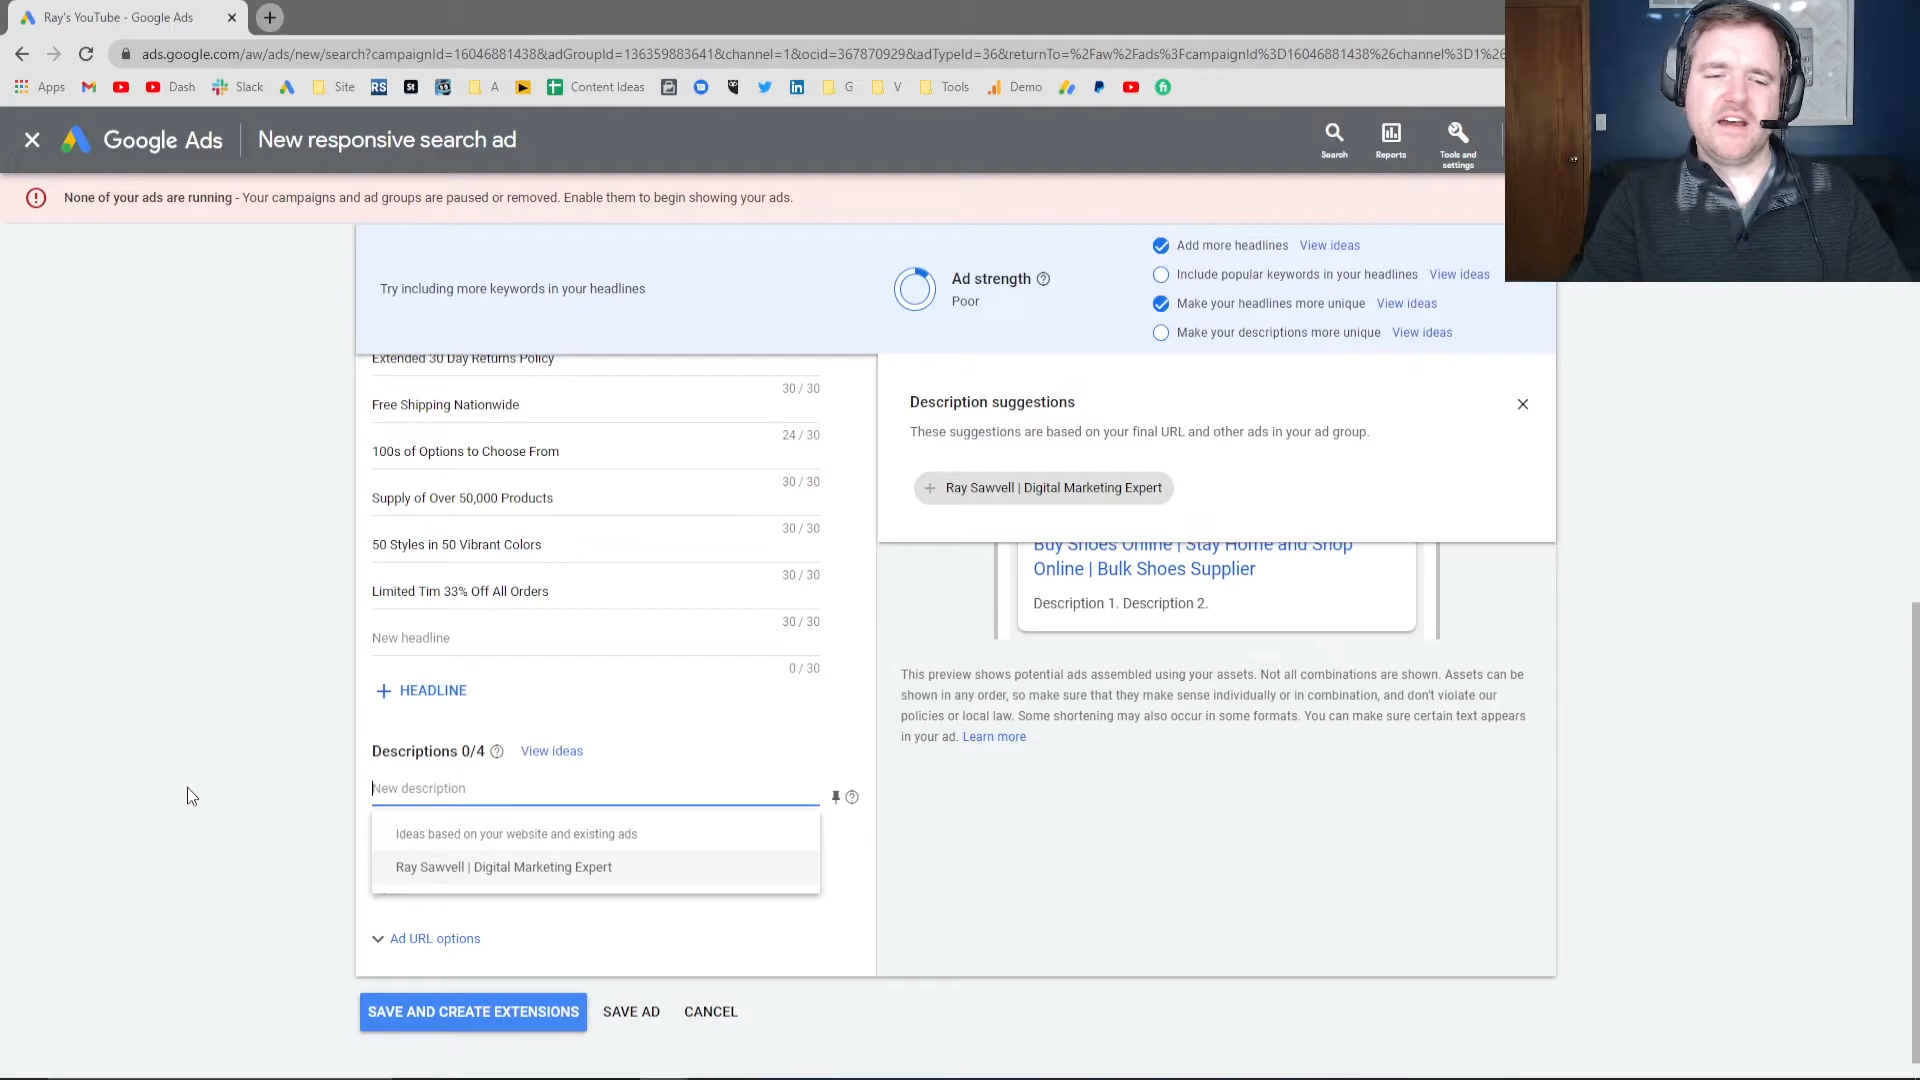 Ray's YouTube - Google Ads
ads.google.com/aw/ads/new/search?campaignId=16046881438&adGroupId=136359883641&channel=1&ocid=367870929&adTypeId=36&returnTo=%2Faw%2Fads%3FcampaignId%3D16046881438%26channel%3D1%26
Apps Dash Slack Site RS St A Content Ideas G V Tools Demo
Google Ads New responsive search ad Search Reports Tools and
settings
None of your ads are running - Your campaigns and ad groups are paused or removed. Enable them to begin showing your ads.
Try including more keywords in your headlines
Ad strength
Poor
Add more headlines View ideas
Include popular keywords in your headlines View ideas
Make your headlines more unique View ideas
Make your descriptions more unique View ideas
Extended 30 Day Returns Policy
30 / 30
Free Shipping Nationwide
24 / 30
100s of Options to Choose From
30 / 30
Supply of Over 50,000 Products
30 / 30
50 Styles in 50 Vibrant Colors
30 / 30
Limited Tim 33% Off All Orders
30 / 30
New headline
0 / 30
+ HEADLINE
Descriptions 0/4 View ideas
New description
Ideas based on your website and existing ads
Ray Sawvell | Digital Marketing Expert
Ad URL options
SAVE AND CREATE EXTENSIONS SAVE AD CANCEL
Description suggestions
These suggestions are based on your final URL and other ads in your ad group.
+ Ray Sawvell | Digital Marketing Expert
Buy Shoes Online | Stay Home and Shop
Online | Bulk Shoes Supplier
Description 1. Description 2.
This preview shows potential ads assembled using your assets. Not all combinations are shown. Assets can be
shown in any order, so make sure that they make sense individually or in combination, and don't violate our
policies or local law. Some shortening may also occur in some formats. You can make sure certain text appears
in your ad. Learn more